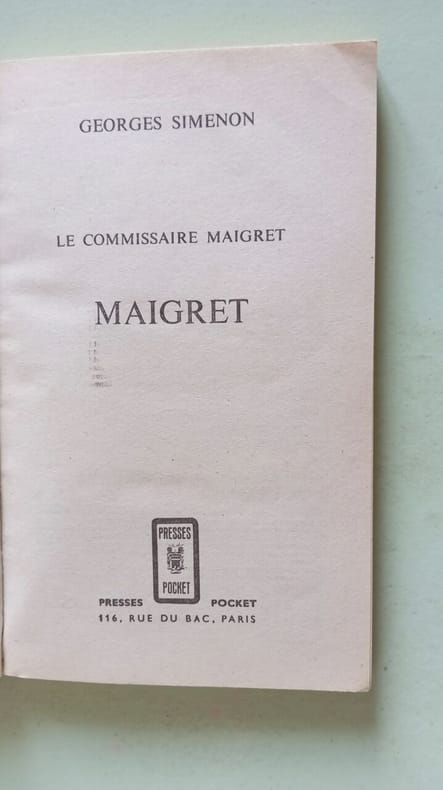 GEORGES SIMENON
LE COMMISSAIRE MAIGRET
MAIGRET
PRESSES
POCKET
PRESSES POCKET
116, RUE DU BAC, PARIS